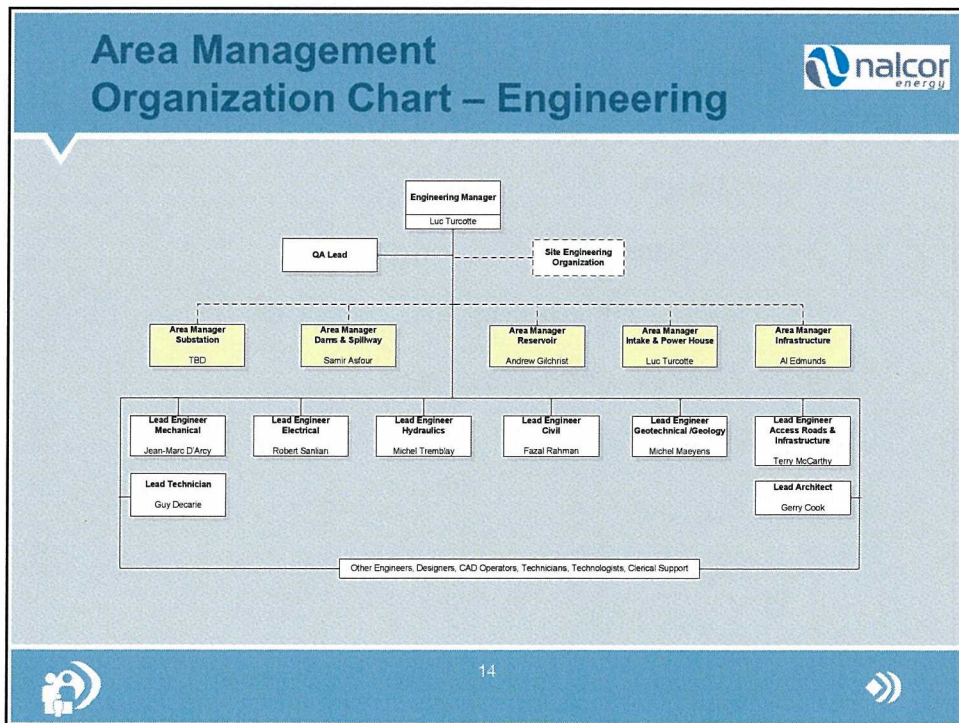 Area Management
Organization Chart – Engineering
nalcor
energy
Engineering Manager
Luc Turcotte
QA Lead
Site Engineering
Organization
Area Manager
Substation
TBD
Area Manager
Dams & Spillway
Samir Asfour
Area Manager
Reservoir
Andrew Gilchrist
Area Manager
Intake & Power House
Luc Turcotte
Area Manager
Infrastructure
Al Edmunds
Lead Engineer
Mechanical
Jean-Marc D'Arcy
Lead Engineer
Electrical
Robert Sanlian
Lead Engineer
Hydraulics
Michel Tremblay
Lead Engineer
Civil
Fazal Rahman
Lead Engineer
Geotechnical /Geology
Michel Maeyens
Lead Engineer
Access Roads &
Infrastructure
Terry McCarthy
Lead Technician
Guy Decarie
Lead Architect
Gerry Cook
Other Engineers, Designers, CAD Operators, Technicians, Technologists, Clerical Support
14